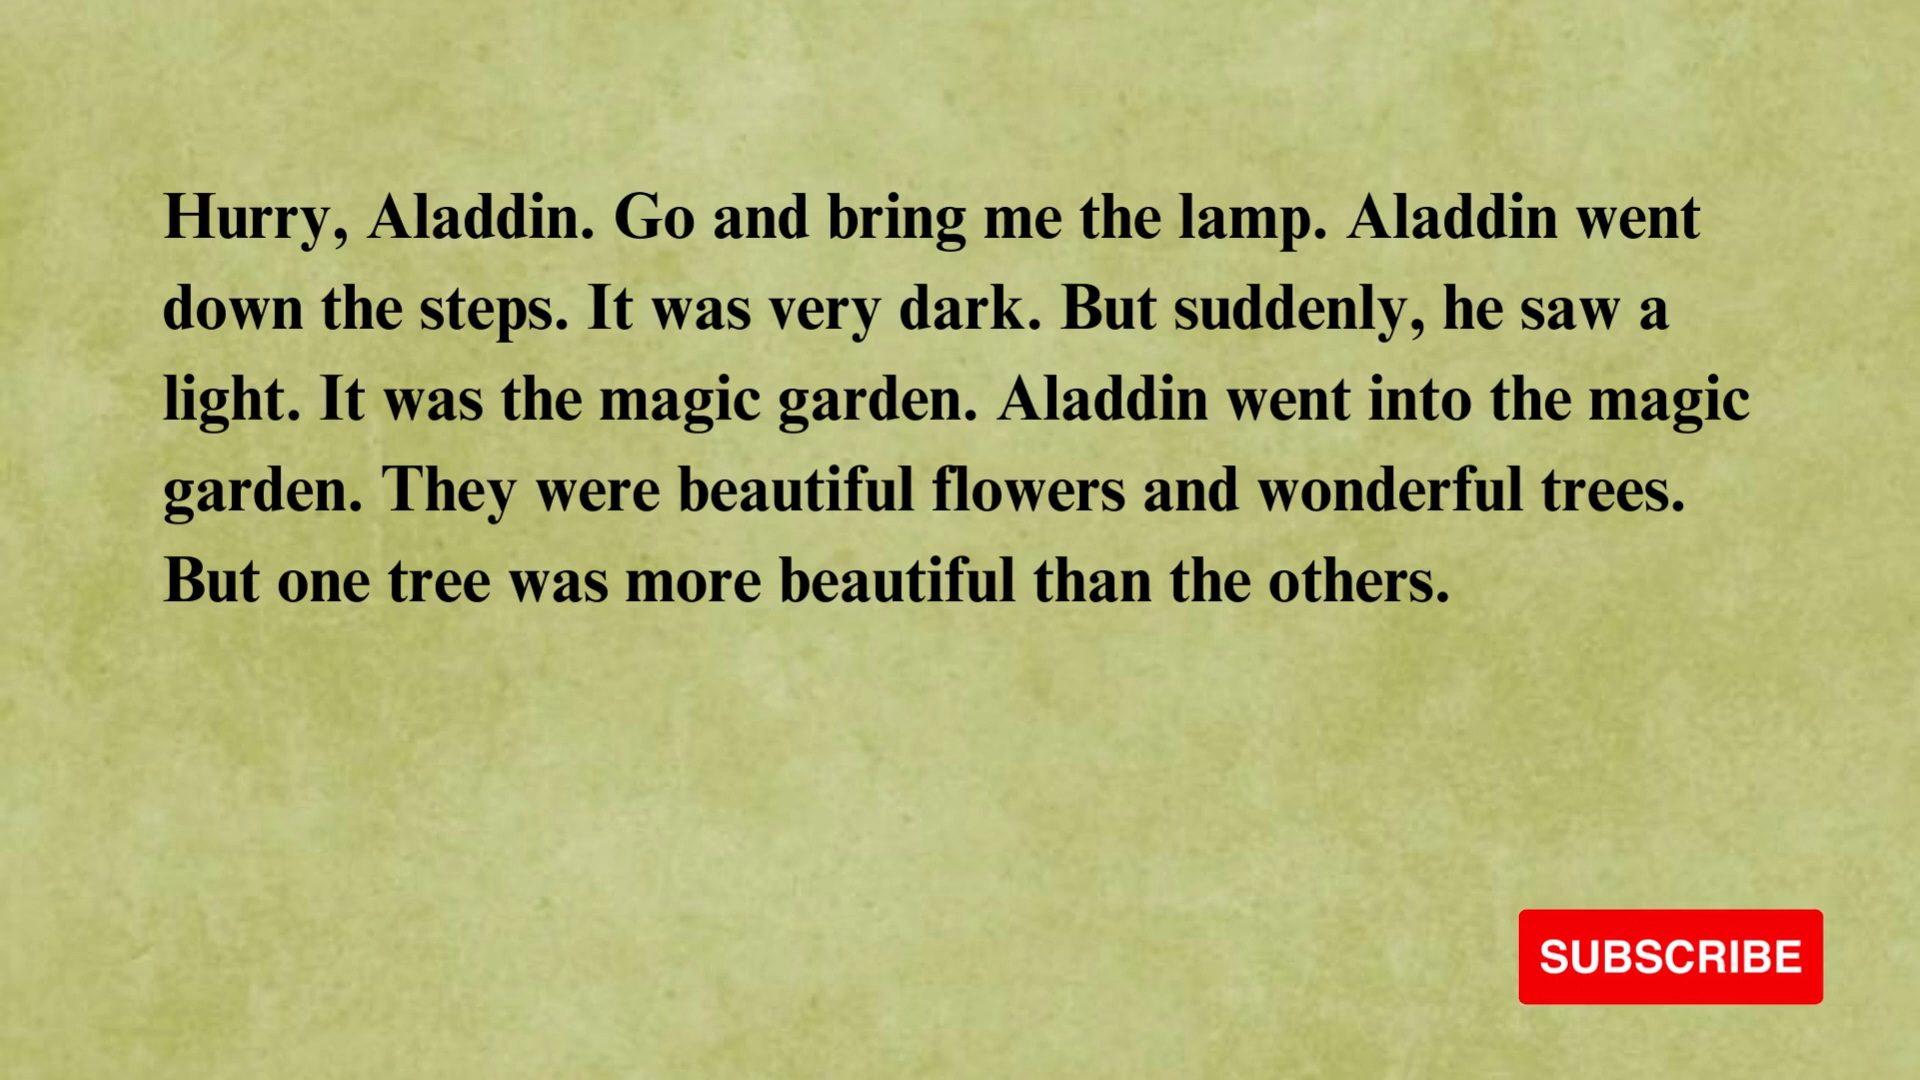 Hurry, Aladdin. Go and bring me the lamp. Aladdin went
down the steps. It was very dark. But suddenly, he saw a
light. It was the magic garden. Aladdin went into the magic
garden. They were beautiful flowers and wonderful trees.
But one tree was more beautiful than the others.
SUBSCRIBE